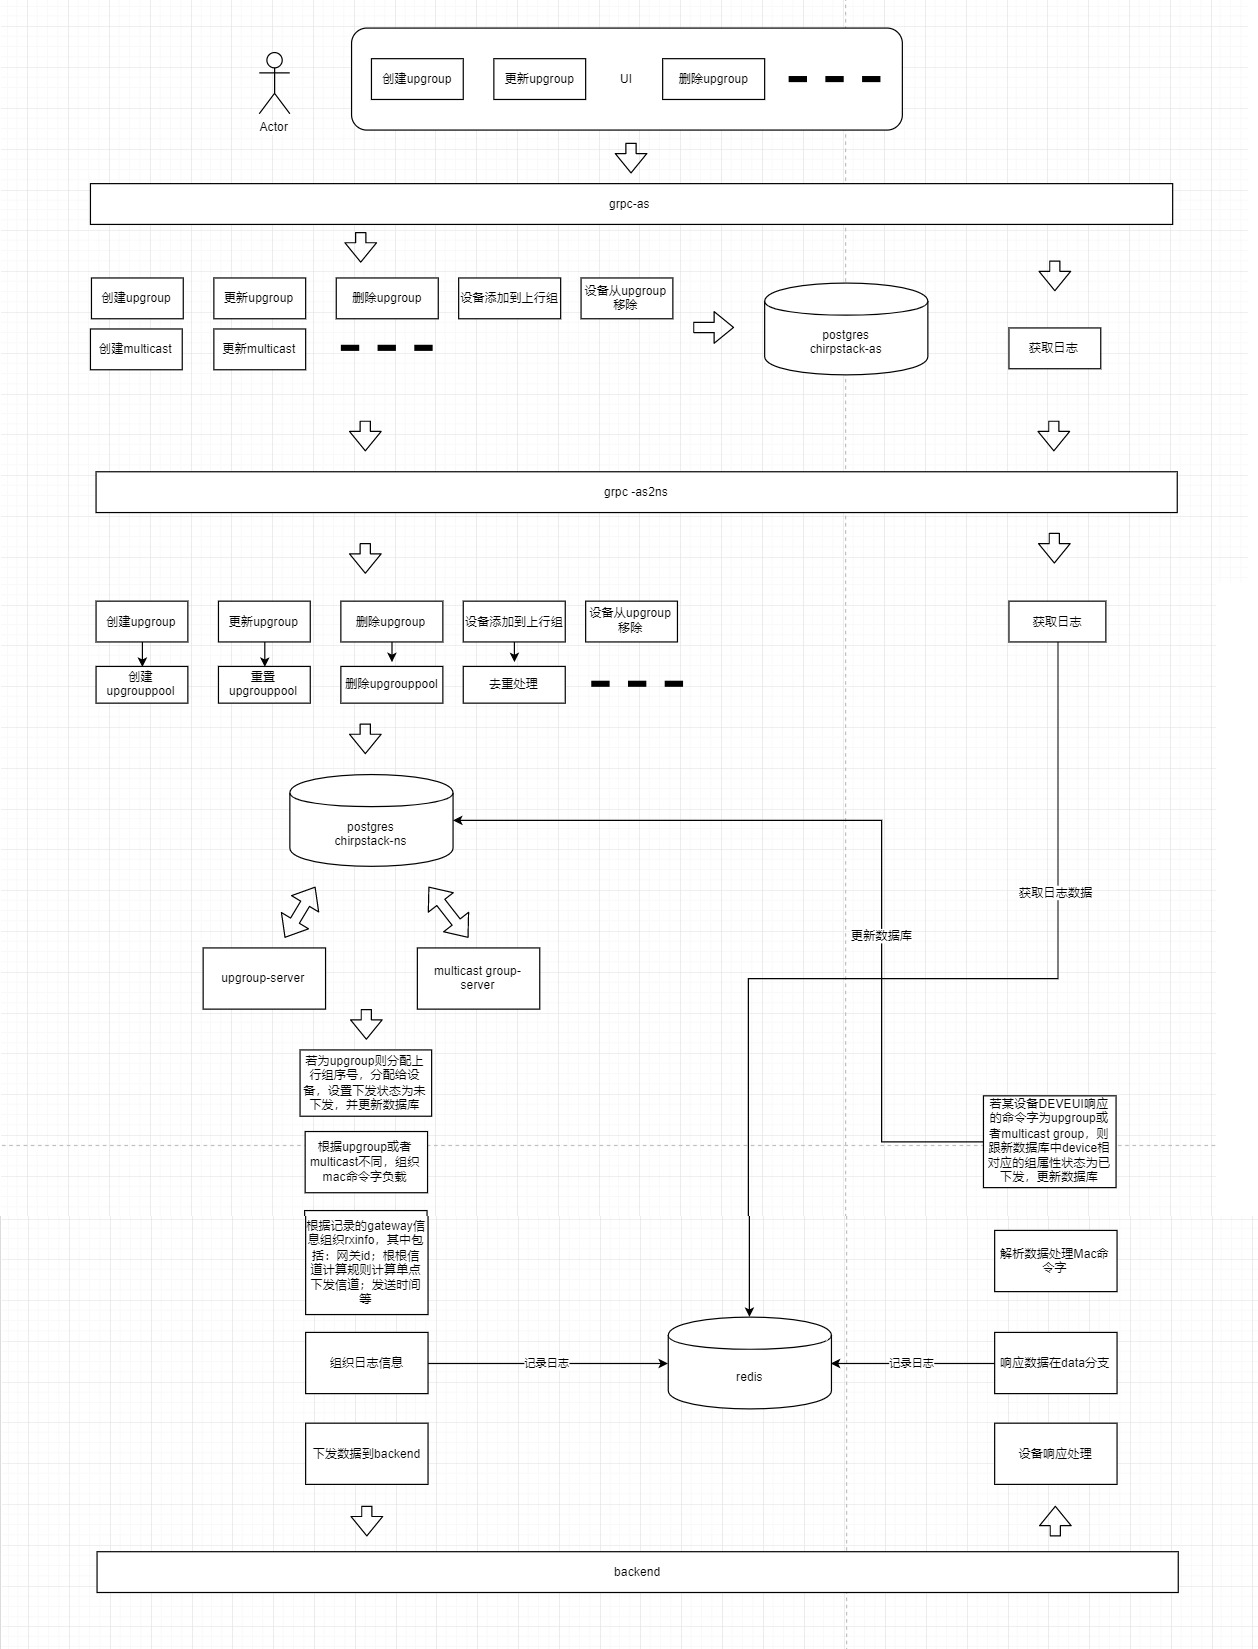 创建upgroup
更新upgroup
UI
删除upgroup
Actor
grpc-as
创建upgroup
更新upgroup
删除upgroup
设备添加到上行组
设备从upgroup
移除
创建multicast
更新multicast
postgres
chirpstack-as
获取日志
grpc -as2ns
创建upgroup
更新upgroup
删除upgroup
设备添加到上行组
设备从upgroup
移除
获取日志
创建
upgrouppool
重置
upgrouppool
删除upgrouppool
去重处理
postgres
chirpstack-ns
获取日志数据
更新数据库
upgroup-server
multicast group-
server
若为upgroup则分配上
行组序号，分配给设
备，设置下发状态为未
下发，并更新数据库
若某设备DEVEUI响应
的命令字为upgroup或
者multicast group，则
跟新数据库中device相
对应的组属性状态为已
下发，更新数据库
根据upgroup或者
multicast不同，组织
mac命令字负载
根据记录的gateway信
息组织rxinfo，其中包
括：网关id；根根信
道计算规则计算单点
下发信道；发送时间
等
解析数据处理Mac命
令字
组织日志信息
记录日志
redis
记录日志
响应数据在data分支
下发数据到backend
设备响应处理
backend